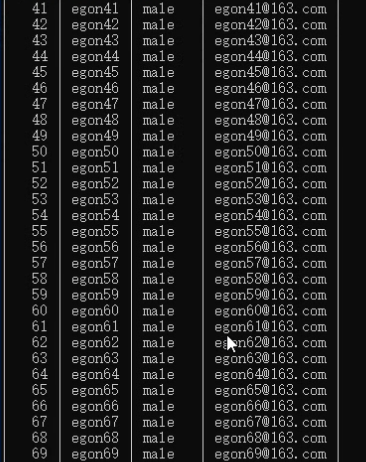 41 egon41 male egon41@163.com
42 egon42 male egon42@163.com
43 egon43 male egon43@163.com
44 egon44 male egon44@163.com
45 egon45 male egon45@163.com
46 egon46 male egon46@163.com
47 egon47 male egon47@163.com
48 egon48 male egon48@163.com
49 egon49 male egon49@163.com
50 egon50 male egon50@163.com
51 egon51 male egon51@163.com
52 egon52 male egon52@163.com
53 egon53 male egon53@163.com
54 egon54 male egon54@163.com
55 egon55 male egon55@163.com
56 egon56 male egon56@163.com
57 egon57 male egon57@163.com
58 egon58 male egon58@163.com
59 egon59 male egon59@163.com
60 egon60 male egon60@163.com
61 egon61 male egon61@163.com
62 egon62 male egon62@163.com
63 egon63 male egon63@163.com
64 egon64 male egon64@163.com
65 egon65 male egon65@163.com
66 egon66 male egon66@163.com
67 egon67 male egon67@163.com
68 egon68 male egon68@163.com
69 egon69 male egon69@163.com